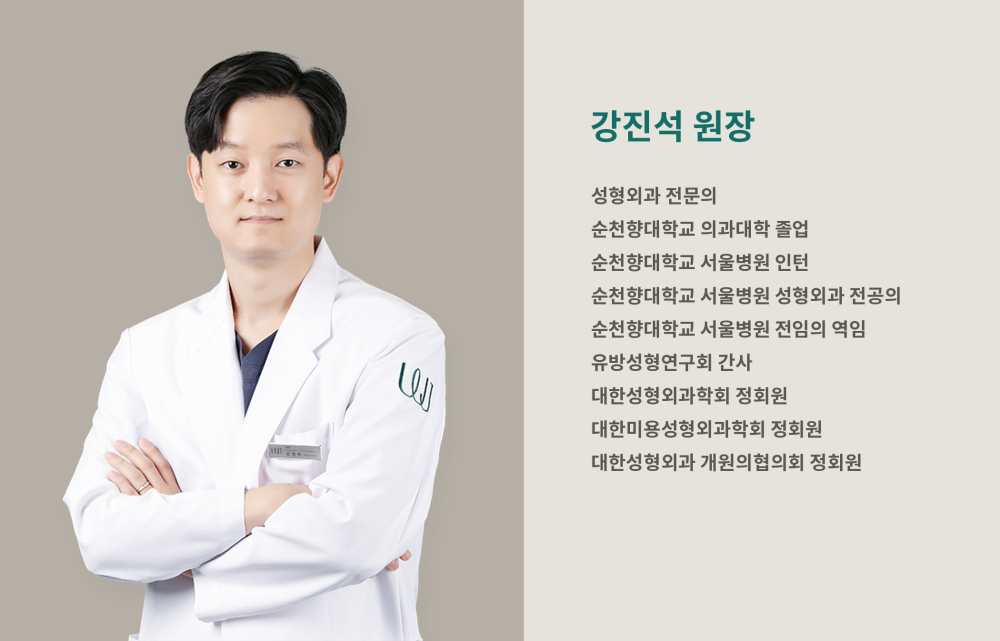 강진석 원장
성형외과 전문의
순천향대학교 의과대학 졸업
순천향대학교 서울병원 인턴
순천향대학교 서울병원 성형외과 전공의
순천향대학교 서울병원 전임의 역임
유방성형연구회 간사
대한성형외과학회 정회원
대한미용성형외과학회 정회원
대한성형외과 개원의협의회 정회원